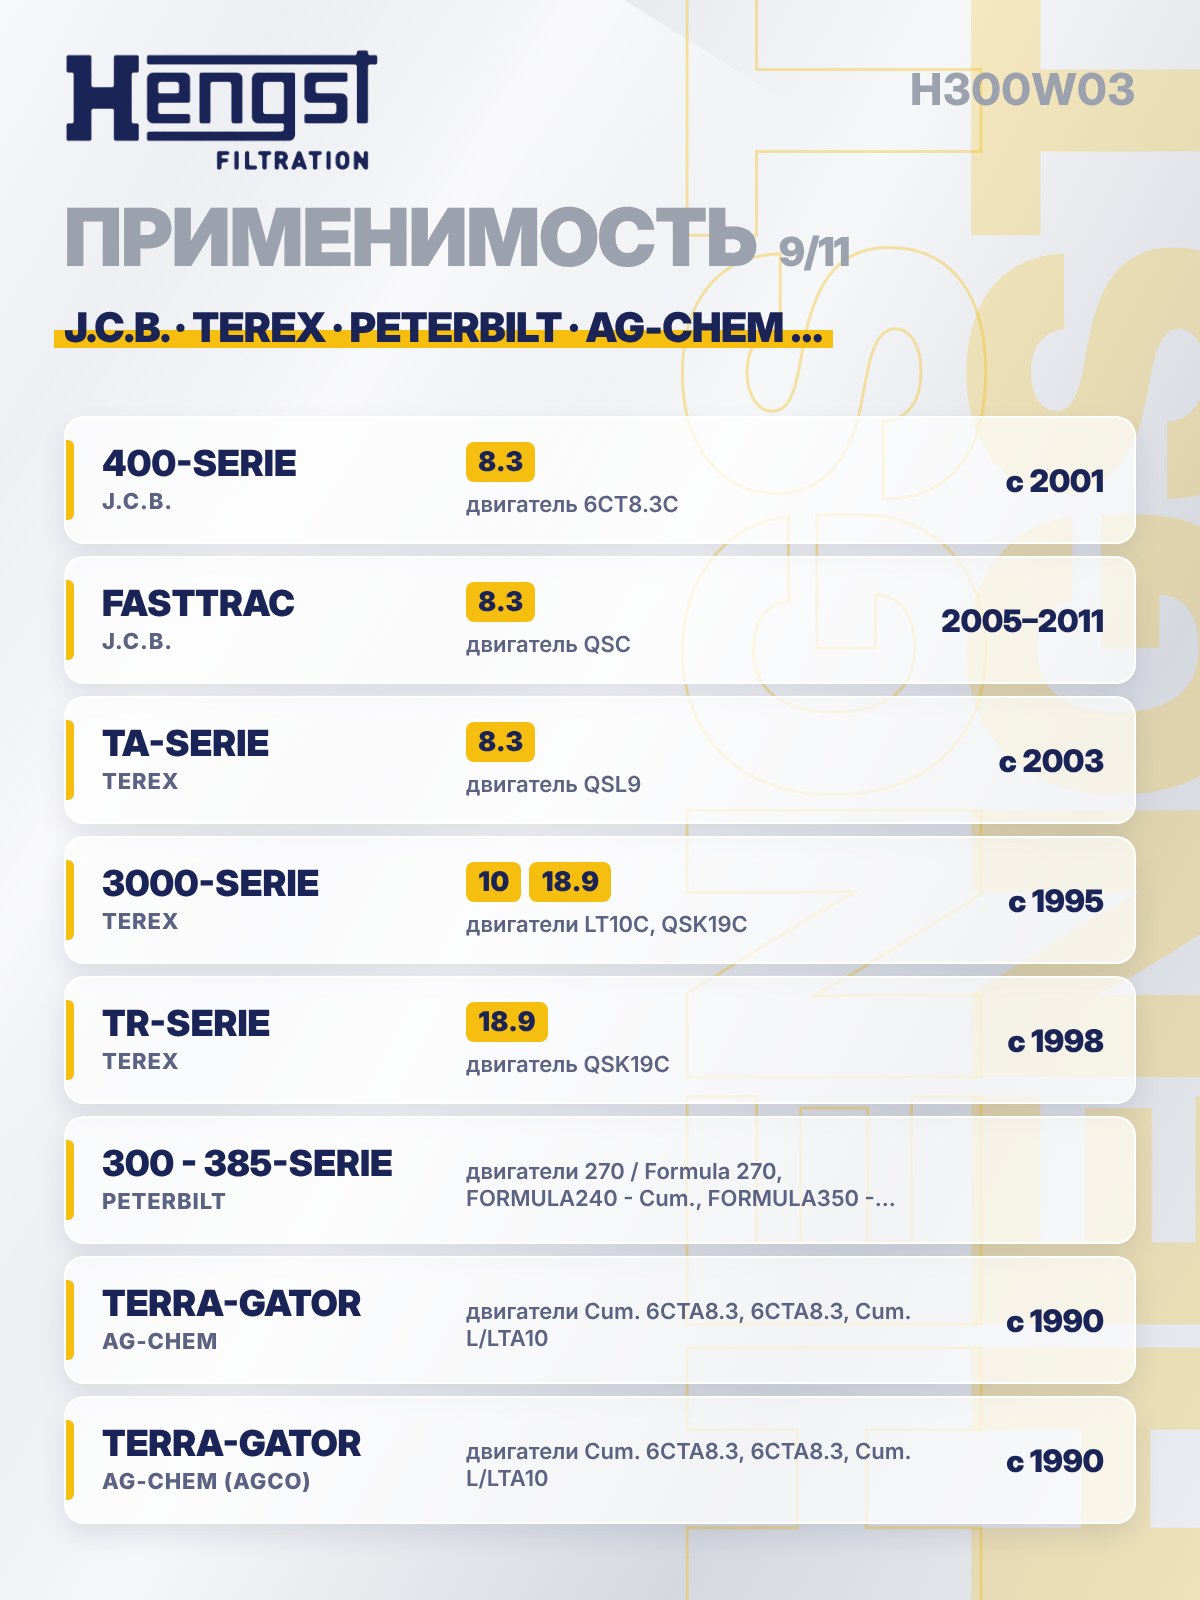 Hengst
FILTRATION
H300W03
ПРИМЕНИМОСТЬ 9/11
J.C.B. · TEREX · PETERBILT · AG-CHEM ...
400-SERIE
J.C.B.
8.3
двигатель 6CT8.3C
с 2001
FASTTRAC
J.C.B.
8.3
двигатель QSC
2005–2011
TA-SERIE
TEREX
8.3
двигатель QSL9
с 2003
3000-SERIE
TEREX
10 18.9
двигатели LT10C, QSK19C
с 1995
TR-SERIE
TEREX
18.9
двигатель QSK19C
с 1998
300 - 385-SERIE
PETERBILT
двигатели 270 / Formula 270,
FORMULA240 - Cum., FORMULA350 -...
TERRA-GATOR
AG-CHEM
двигатели Cum. 6CTA8.3, 6CTA8.3, Cum.
L/LTA10
с 1990
TERRA-GATOR
AG-CHEM (AGCO)
двигатели Cum. 6CTA8.3, 6CTA8.3, Cum.
L/LTA10
с 1990
HENGST
HENGST